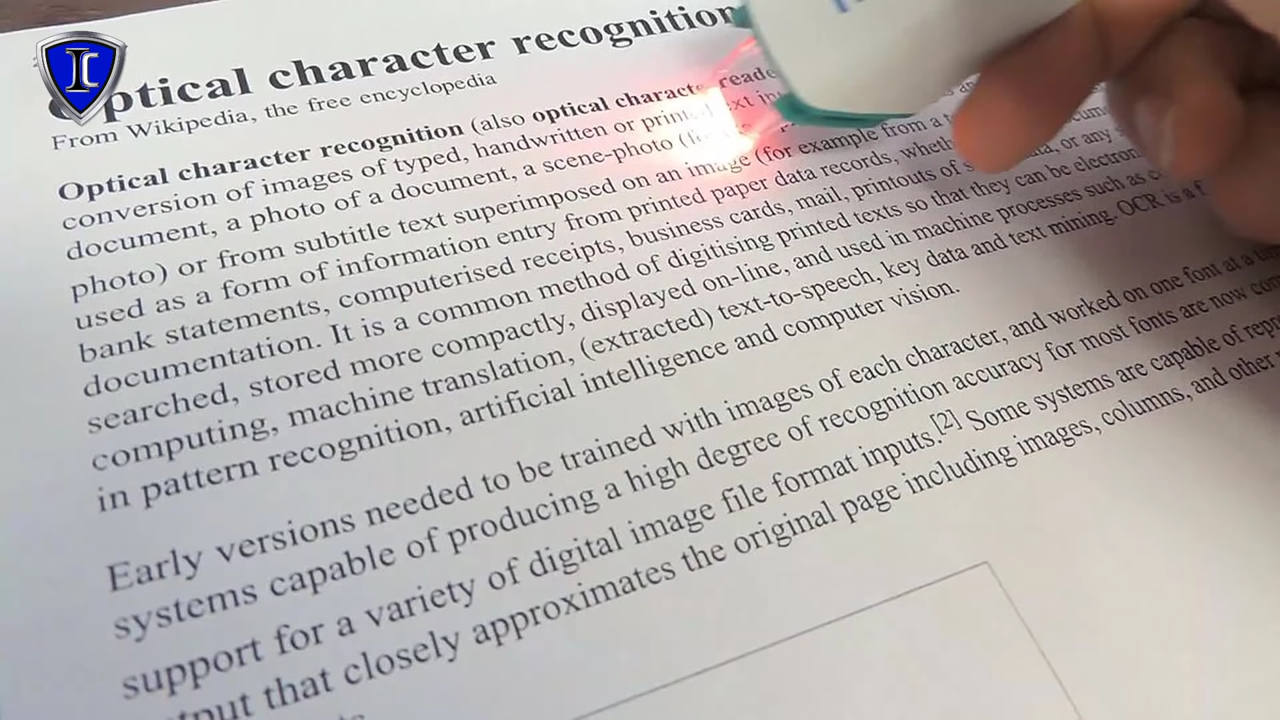 IC
Optical character recognition
From Wikipedia, the free encyclopedia
Optical character recognition (also optical character reade
conversion of images of typed, handwritten or printed text in
document, a photo of a document, a scene-photo
photo) or from subtitle text superimposed on an image (for example from a
used as a form of information entry from printed paper data records,
bank statements, computerised receipts, business cards, mail, printouts of data, or any
documentation. It is a common method of digitising printed texts so that they can be
searched, stored more compactly, displayed on-line, and used in machine processes such as
computing, machine translation, (extracted) text-to-speech, key data and text mining. OCR is a
in pattern recognition, artificial intelligence and computer vision.
Early versions needed to be trained with images of each character, and worked on one font at a
systems capable of producing a high degree of recognition accuracy for most fonts are now
support for a variety of digital image file format inputs.[2] Some systems are capable of
that closely approximates the original page including images, columns, and other